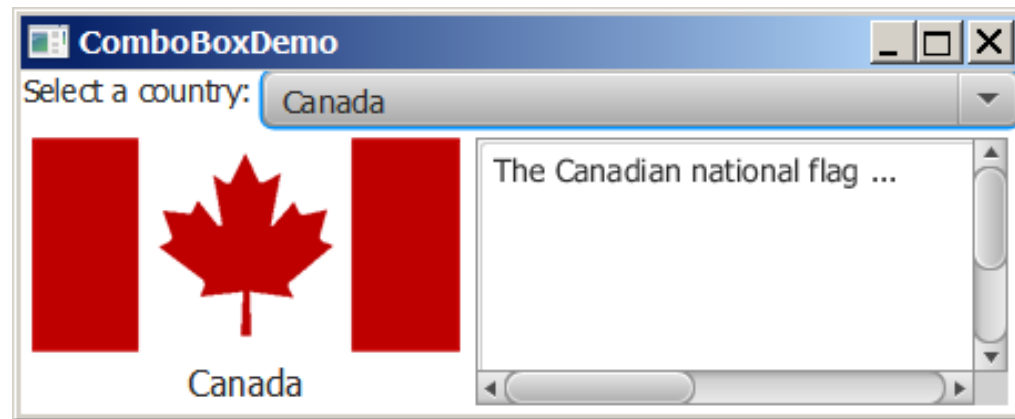 ComboBoxDemo
Select a country: Canada
The Canadian national flag ...
Canada